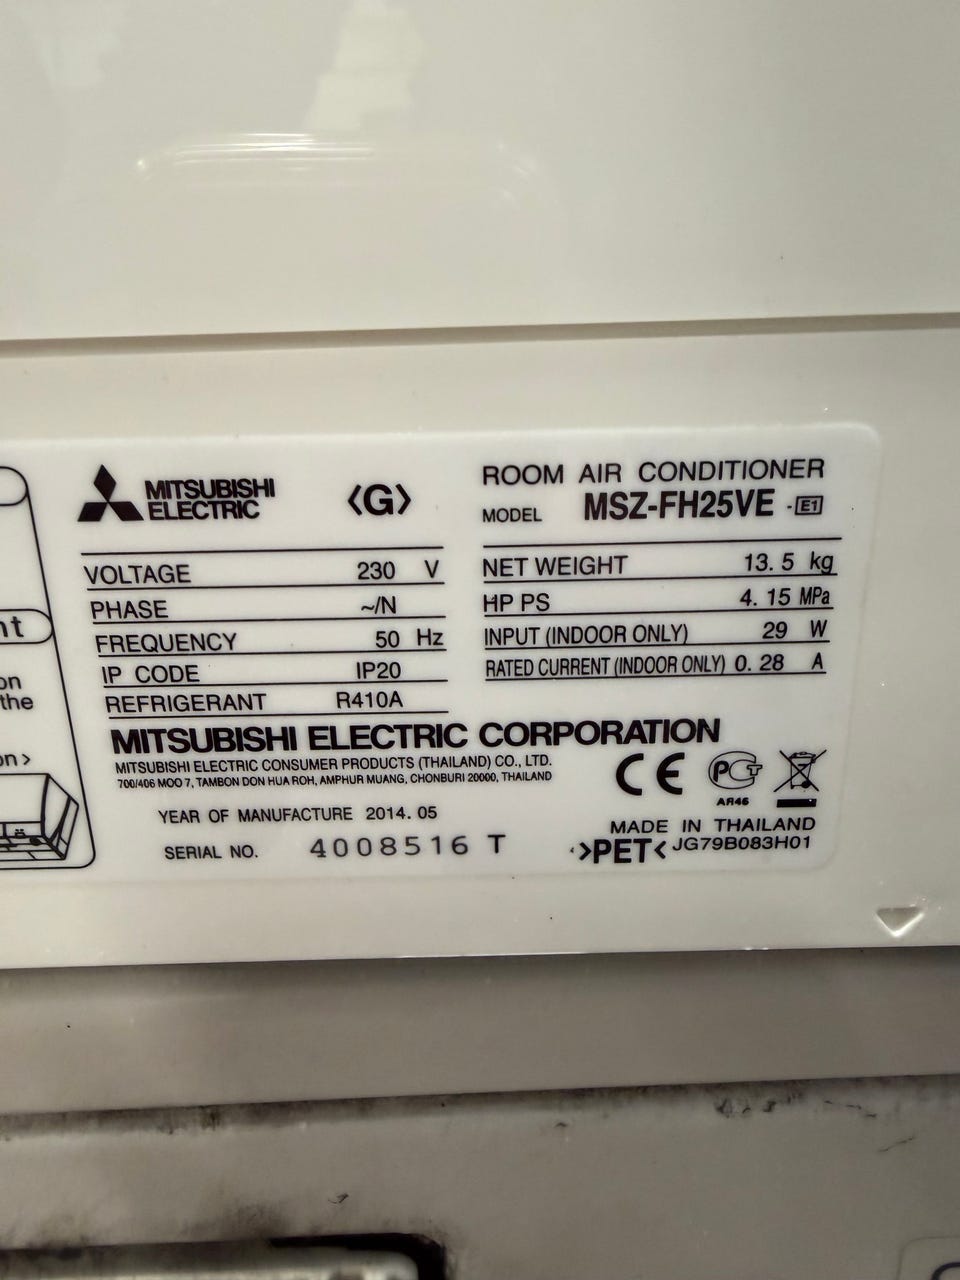 MITSUBISHI
ELECTRIC
〈G〉
ROOM AIR CONDITIONER
MODEL MSZ-FH25VE -E1
VOLTAGE 230 V
PHASE ~/N
FREQUENCY 50 Hz
IP CODE IP20
REFRIGERANT R410A
NET WEIGHT 13.5 kg
HP PS 4.15 MPa
INPUT (INDOOR ONLY) 29 W
RATED CURRENT (INDOOR ONLY) 0.28 A
MITSUBISHI ELECTRIC CORPORATION
MITSUBISHI ELECTRIC CONSUMER PRODUCTS (THAILAND) CO., LTD.
700/406 MOO 7, TAMBON DON HUA ROH, AMPHUR MUANG, CHONBURI 20000, THAILAND
CE
АЯ46
YEAR OF MANUFACTURE 2014.05
SERIAL NO. 4008516 T
MADE IN THAILAND
>PET< JG79B083H01
the